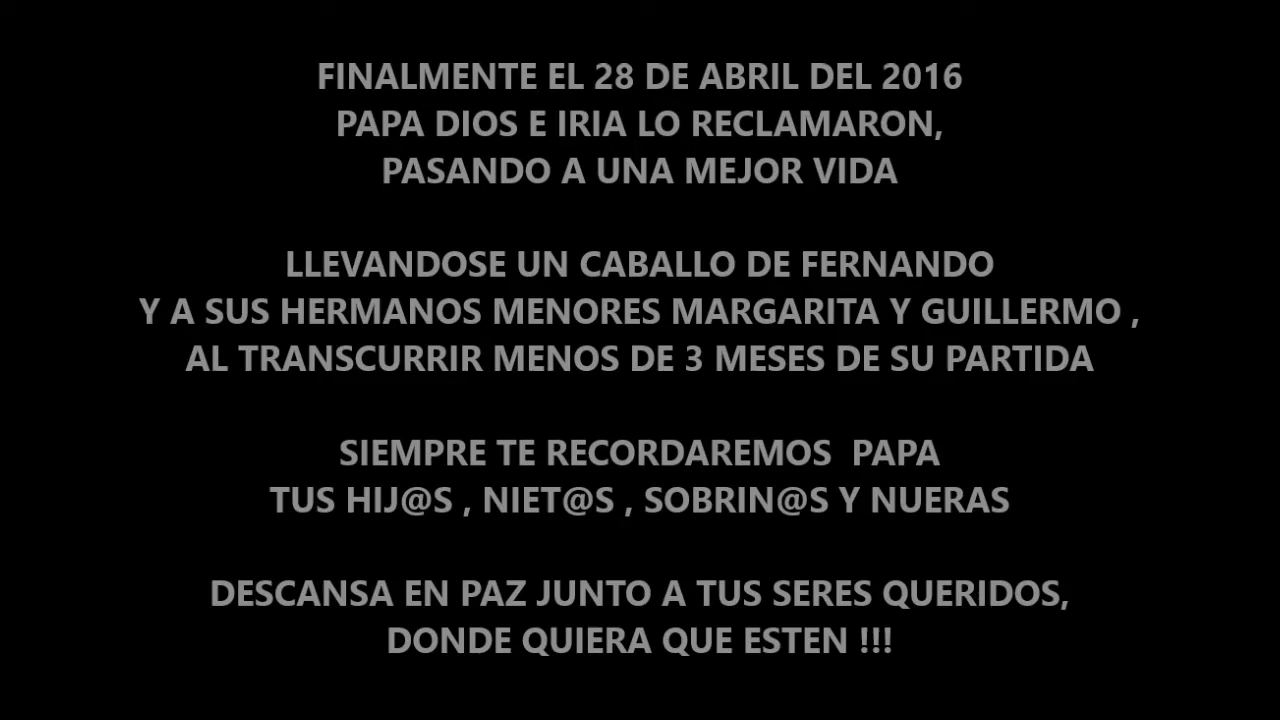 FINALMENTE EL 28 DE ABRIL DEL 2016
PAPA DIOS E IRIA LO RECLAMARON,
PASANDO A UNA MEJOR VIDA
LLEVANDOSE UN CABALLO DE FERNANDO
Y A SUS HERMANOS MENORES MARGARITA Y GUILLERMO ,
AL TRANSCURRIR MENOS DE 3 MESES DE SU PARTIDA
SIEMPRE TE RECORDAREMOS  PAPA
TUS HIJ@S , NIET@S , SOBRIN@S Y NUERAS
DESCANSA EN PAZ JUNTO A TUS SERES QUERIDOS,
DONDE QUIERA QUE ESTEN !!!